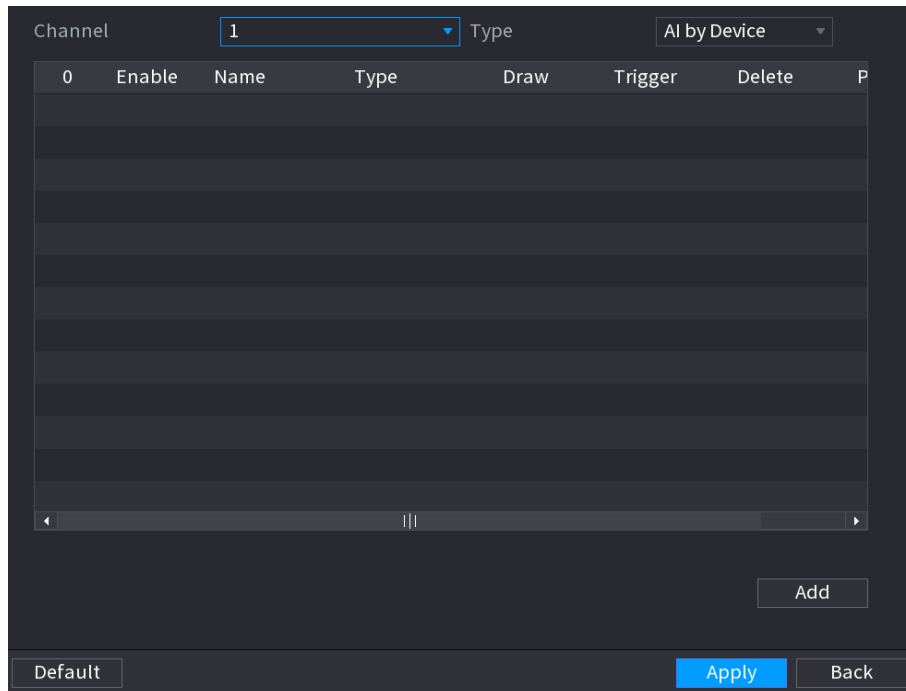 Channel 1 Type AI by Device
0 Enable Name Type Draw Trigger Delete P
Add
Default Apply Back